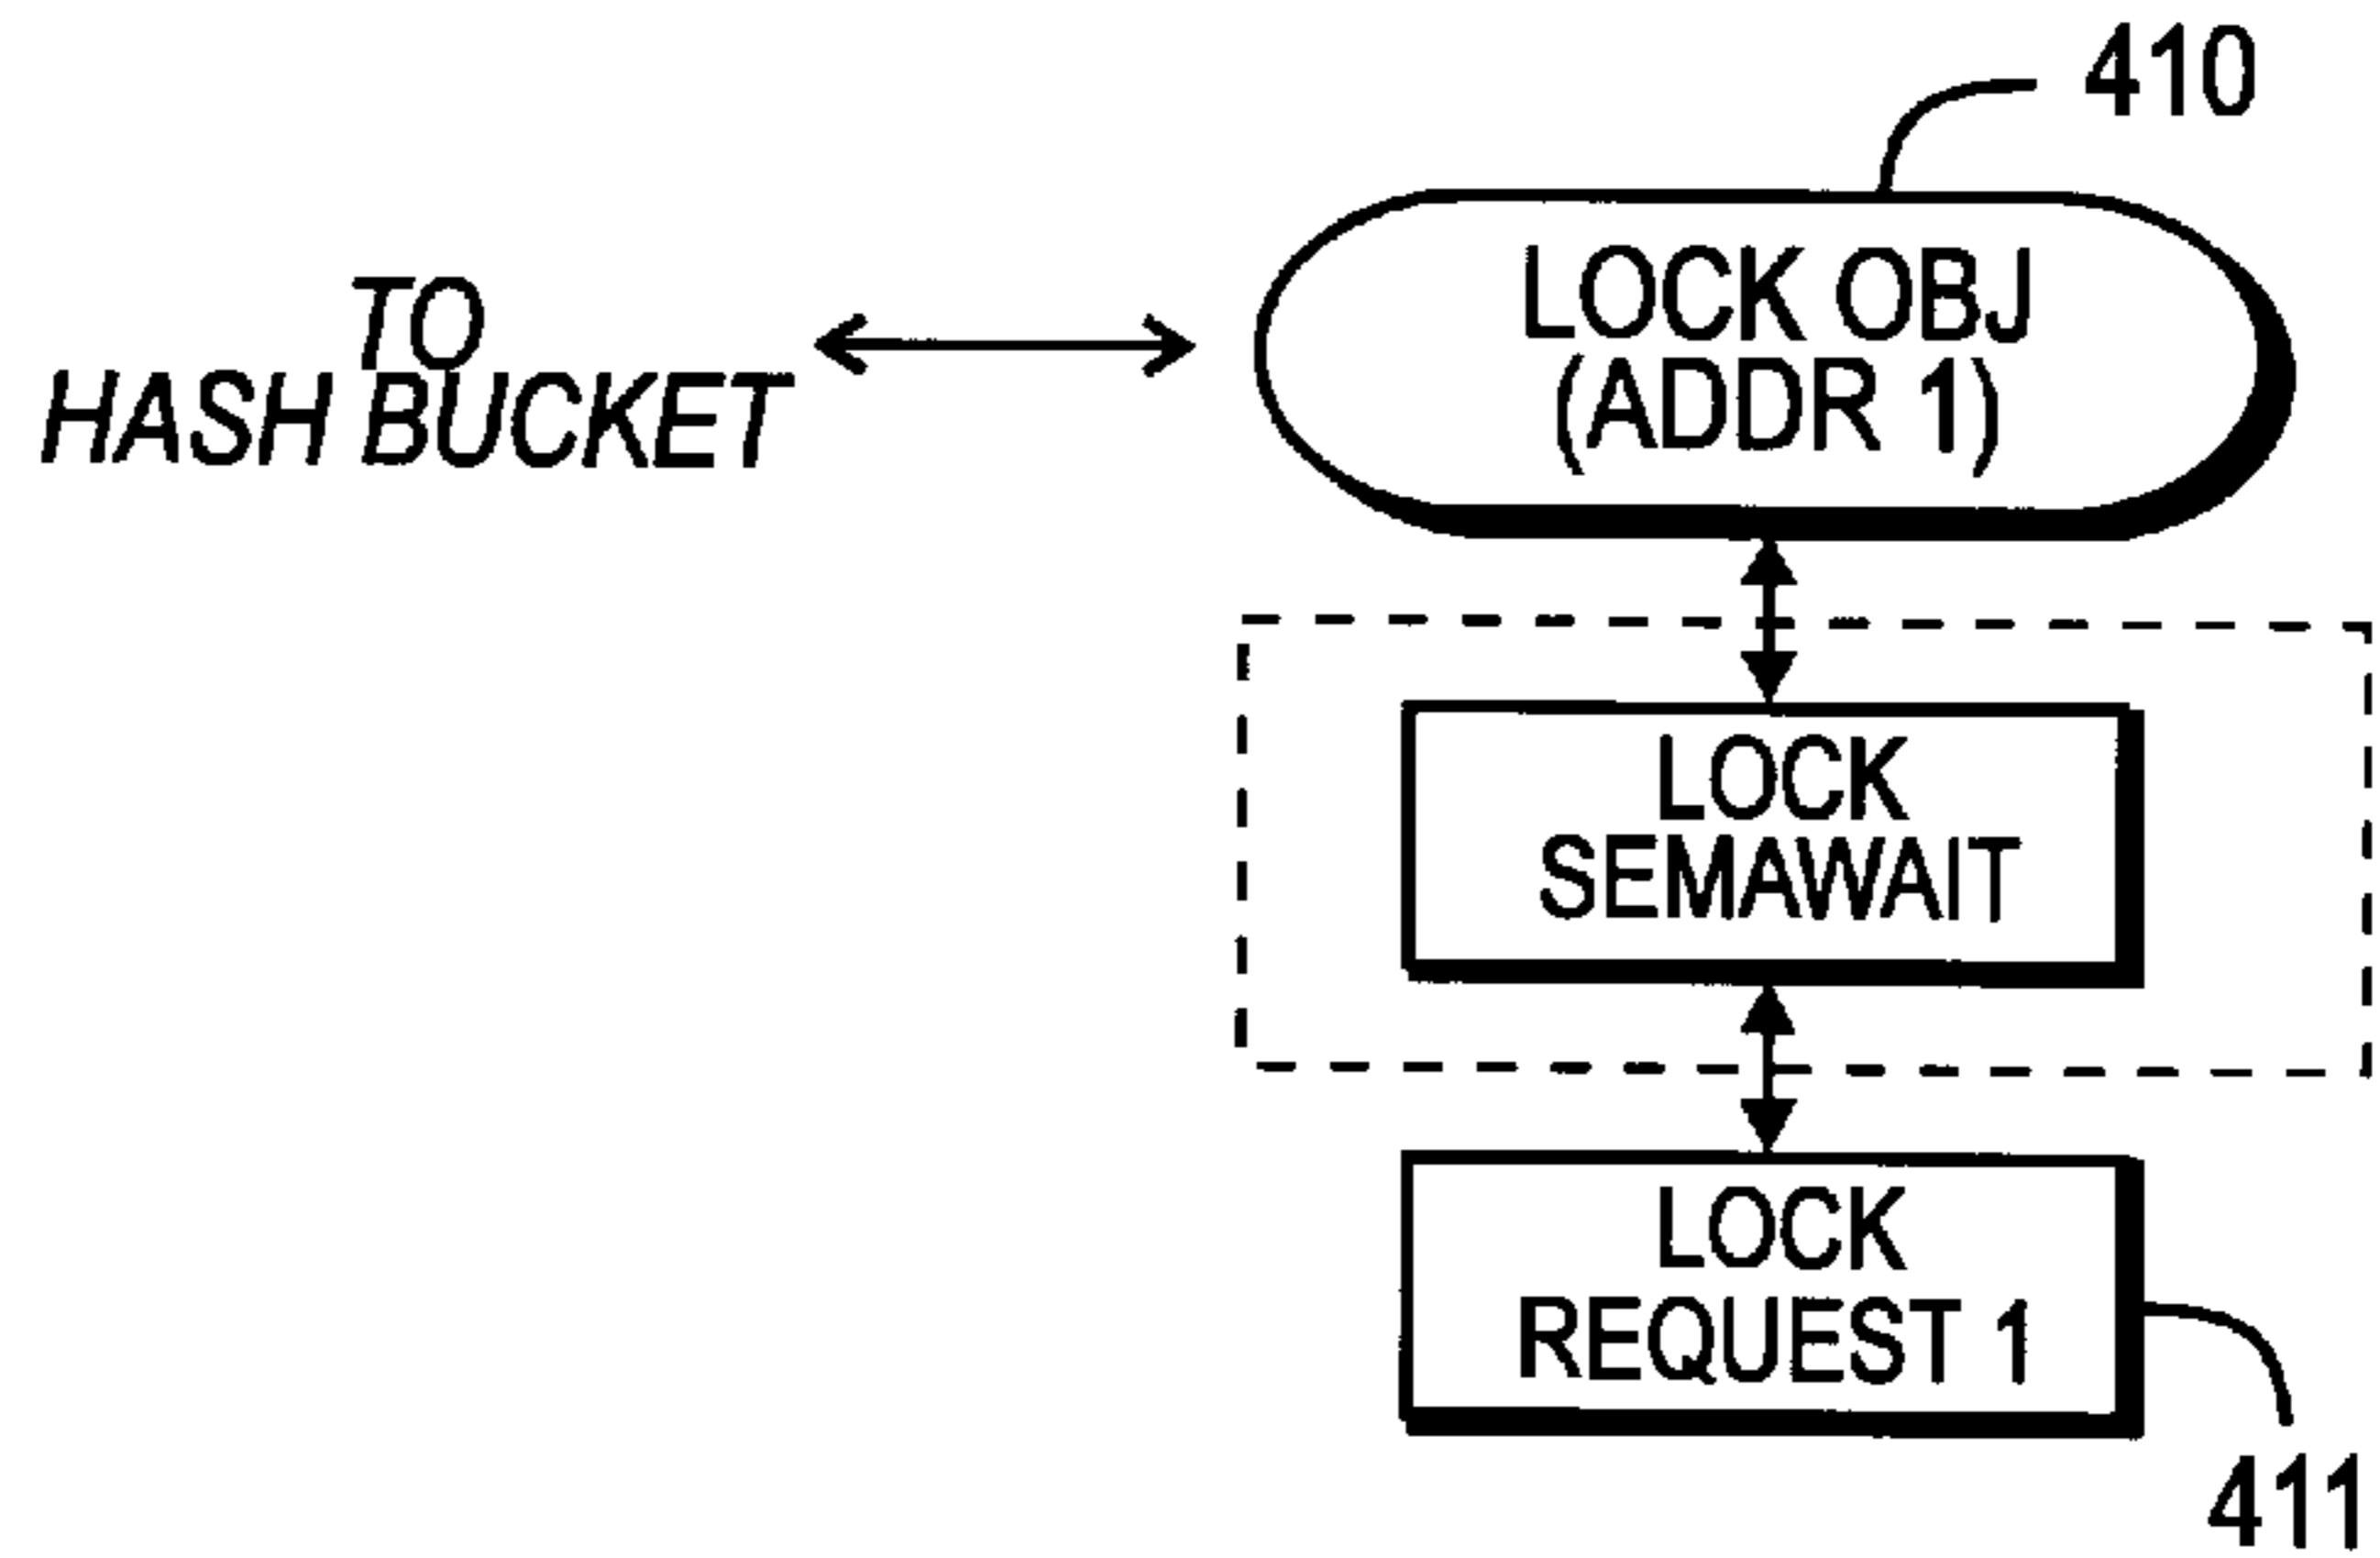 410
TO
HASH BUCKET
LOCK OBJ
(ADDR 1)
LOCK
SEMAWAIT
LOCK
REQUEST 1
411